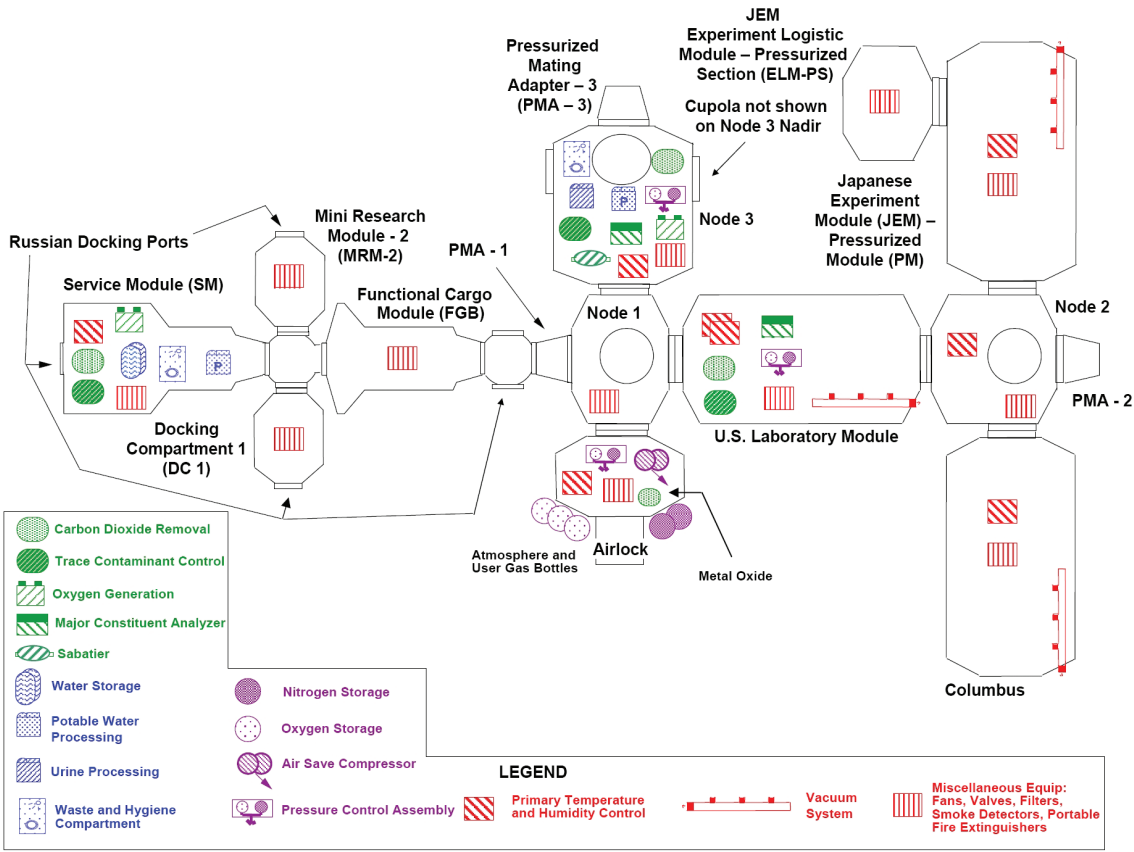 JEM
Experiment Logistic
Module – Pressurized
Section (ELM-PS)
Pressurized
Mating
Adapter – 3
(PMA – 3)
Cupola not shown
on Node 3 Nadir
Japanese
Experiment
Module (JEM) –
Pressurized
Module (PM)
Node 3
P
Mini Research
Module - 2
(MRM-2)
Russian Docking Ports
PMA - 1
Service Module (SM)
Functional Cargo
Module (FGB)
Node 1
Node 2
P
PMA - 2
U.S. Laboratory Module
Docking
Compartment 1
(DC 1)
Airlock
Atmosphere and
User Gas Bottles
Metal Oxide
Columbus
Carbon Dioxide Removal
Trace Contaminant Control
Oxygen Generation
Major Constituent Analyzer
Sabatier
Water Storage
Potable Water
Processing
Urine Processing
Waste and Hygiene
Compartment
Nitrogen Storage
Oxygen Storage
Air Save Compressor
Pressure Control Assembly
LEGEND
Primary Temperature
and Humidity Control
Vacuum
System
Miscellaneous Equip:
Fans, Valves, Filters,
Smoke Detectors, Portable
Fire Extinguishers